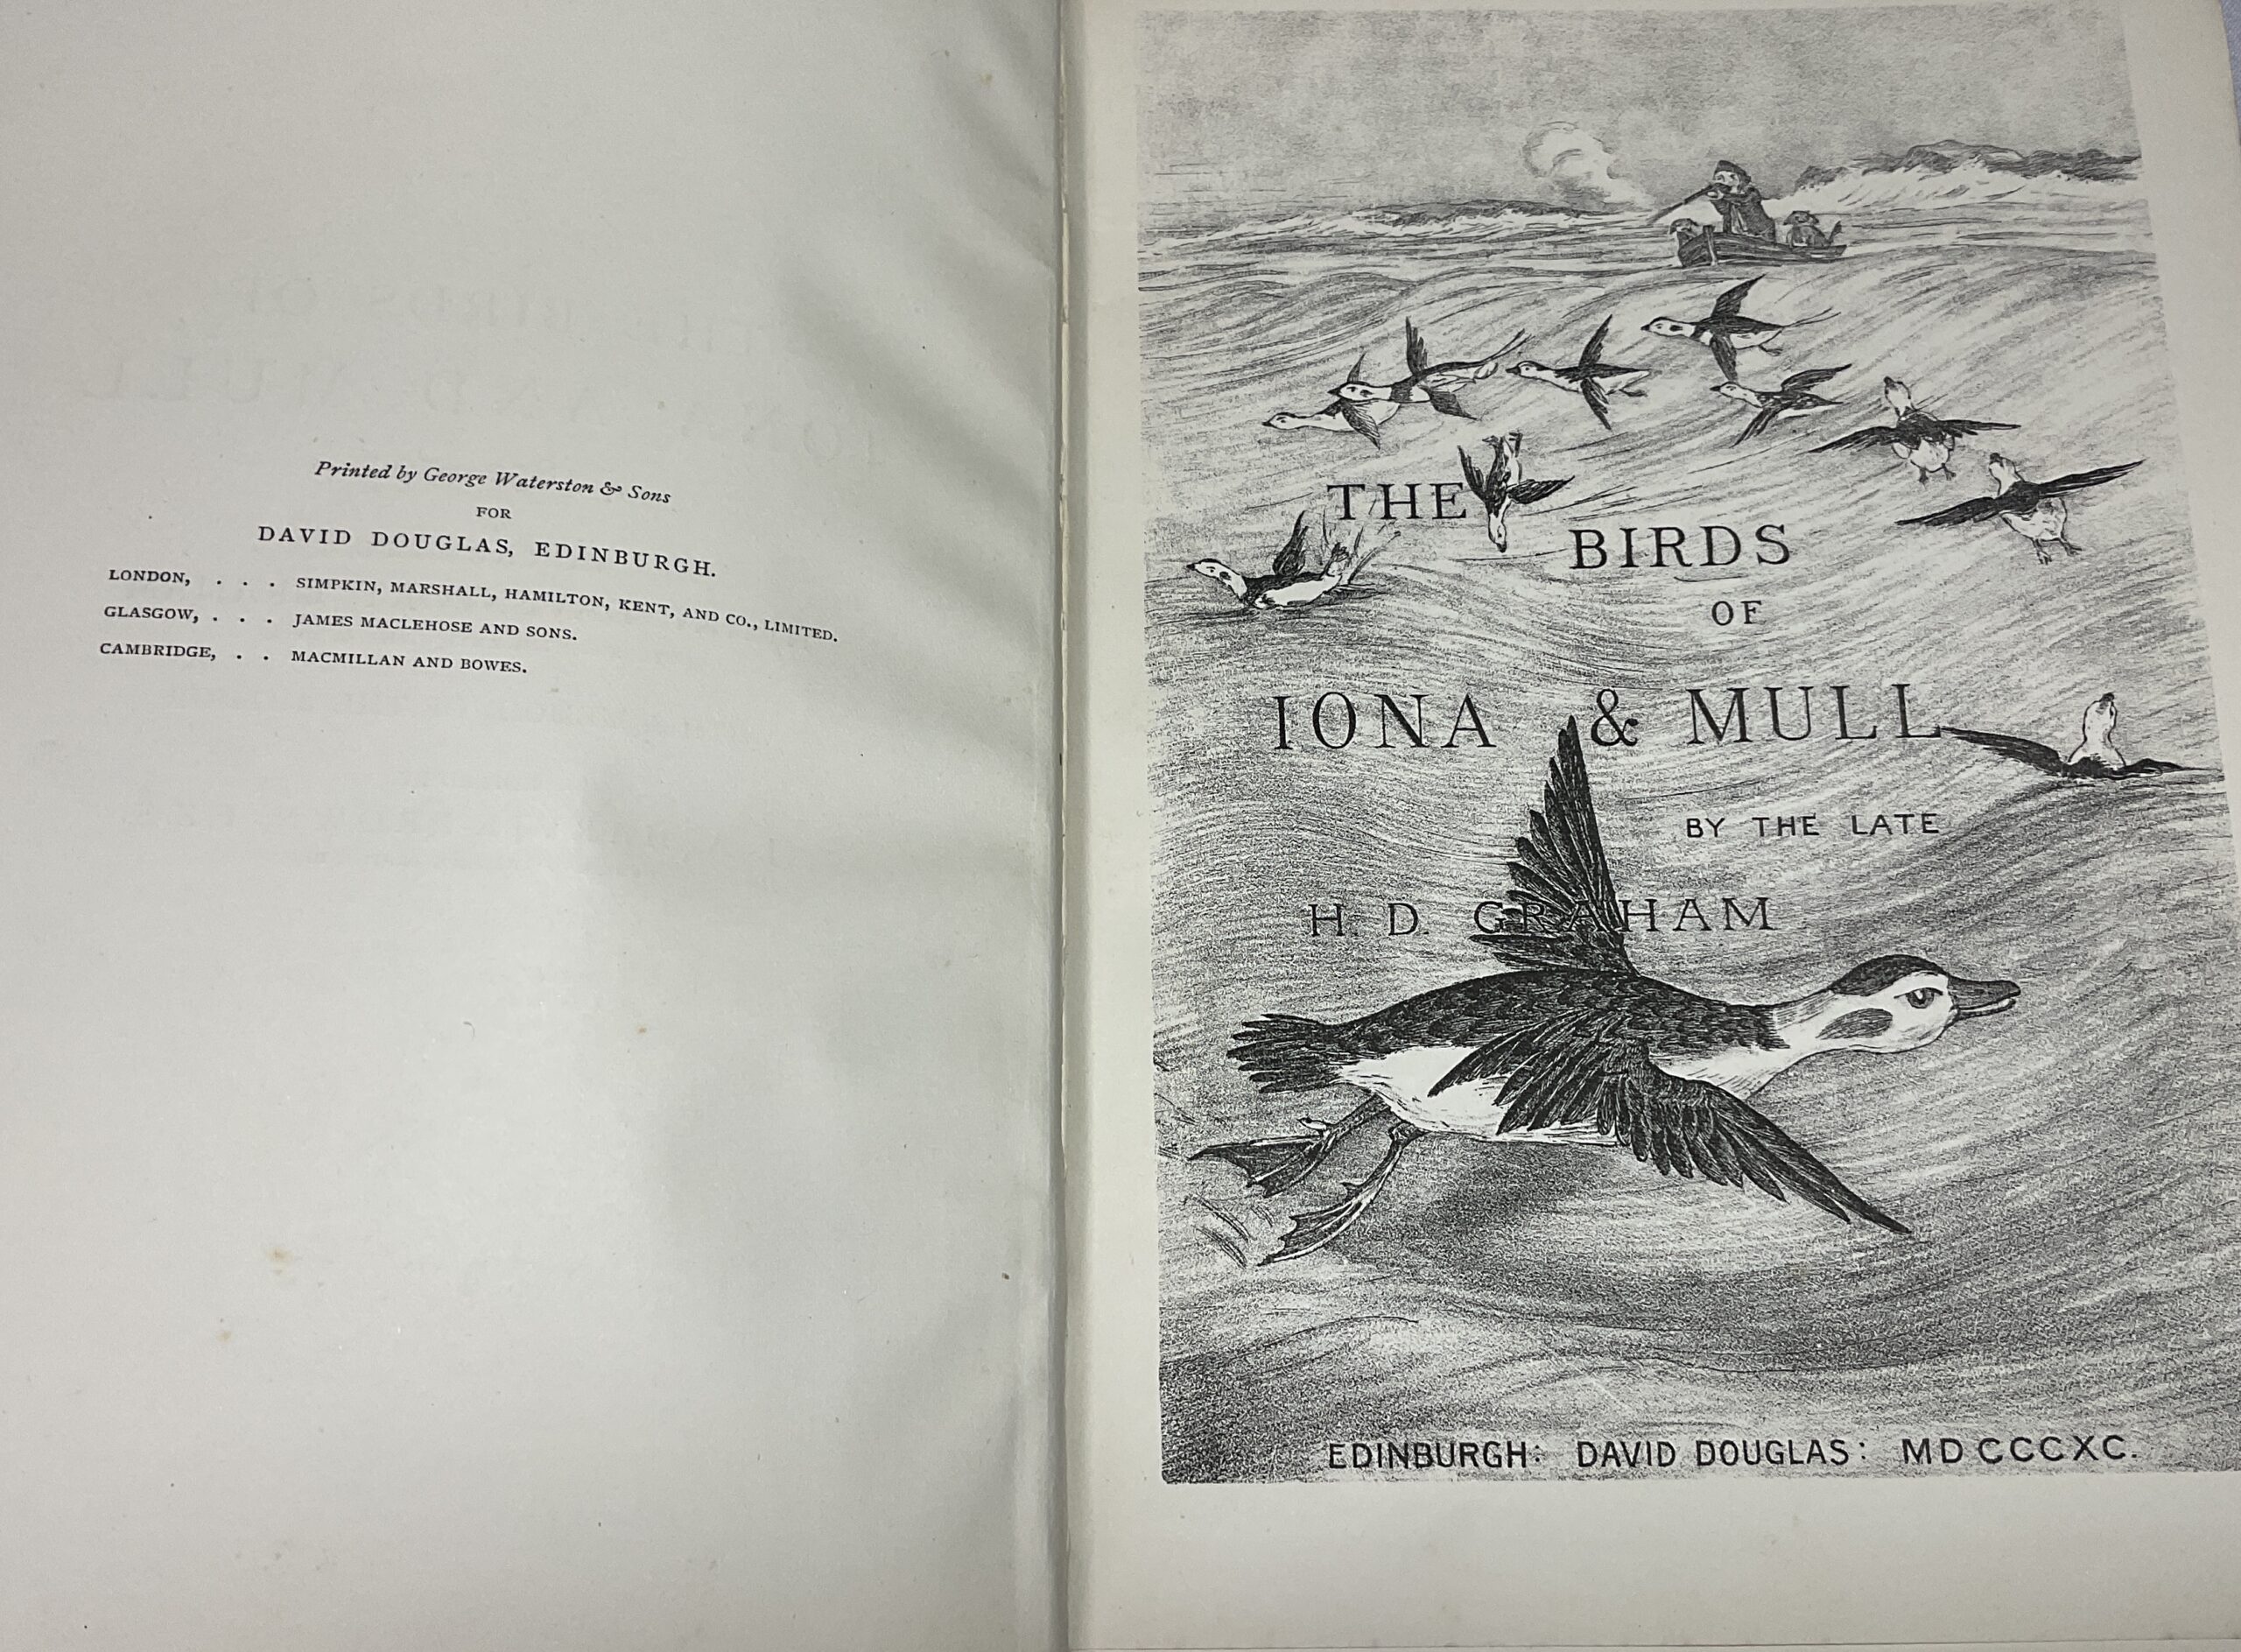 Printed by George Waterston & Sons
FOR
DAVID DOUGLAS, EDINBURGH.
LONDON, . . . SIMPKIN, MARSHALL, HAMILTON, KENT, AND CO., LIMITED.
GLASGOW, . . . JAMES MACLEHOSE AND SONS.
CAMBRIDGE, . . MACMILLAN AND BOWES.
THE
BIRDS
OF
IONA & MULL
BY THE LATE
H. D. GRAHAM
EDINBURGH: DAVID DOUGLAS: MDCCCXC.